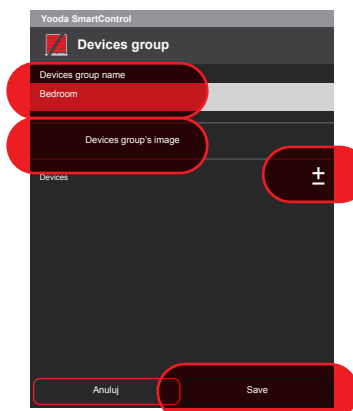 Yooda SmartControl
Devices group
Devices group name
Bedroom
Devices group's image
Devices
±
Anuluj
Save